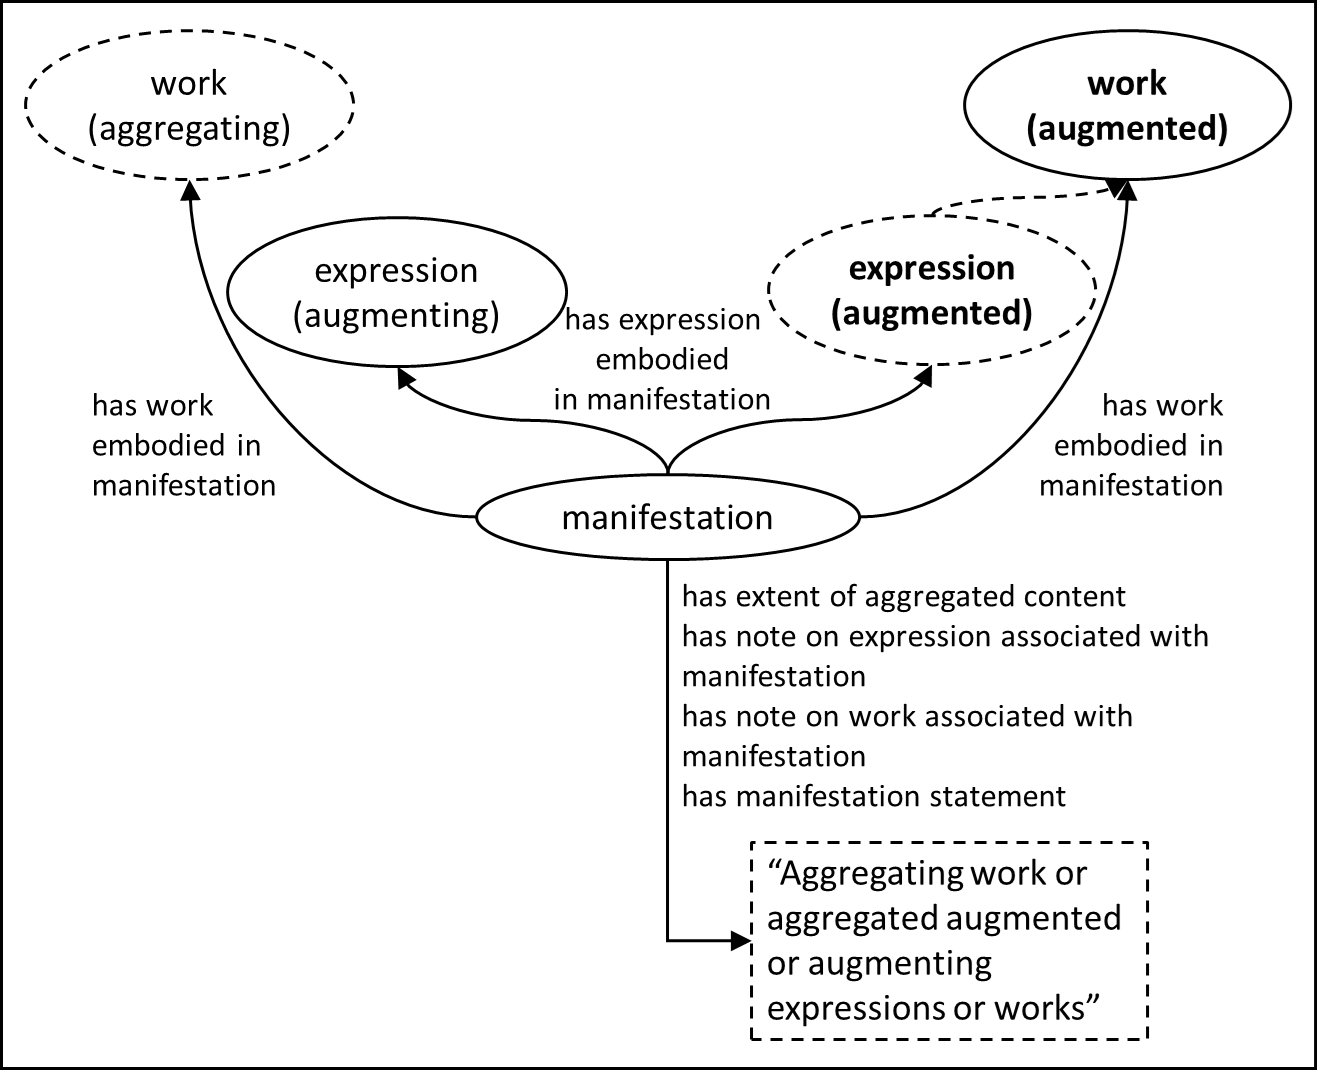 work
(aggregating)
work
(augmented)
expression
(augmenting)
expression
(augmented)
has expression
embodied
in manifestation
has work
embodied in
manifestation
has work
embodied in
manifestation
manifestation
has extent of aggregated content
has note on expression associated with
manifestation
has note on work associated with
manifestation
has manifestation statement
“Aggregating work or
aggregated augmented
or augmenting
expressions or works”